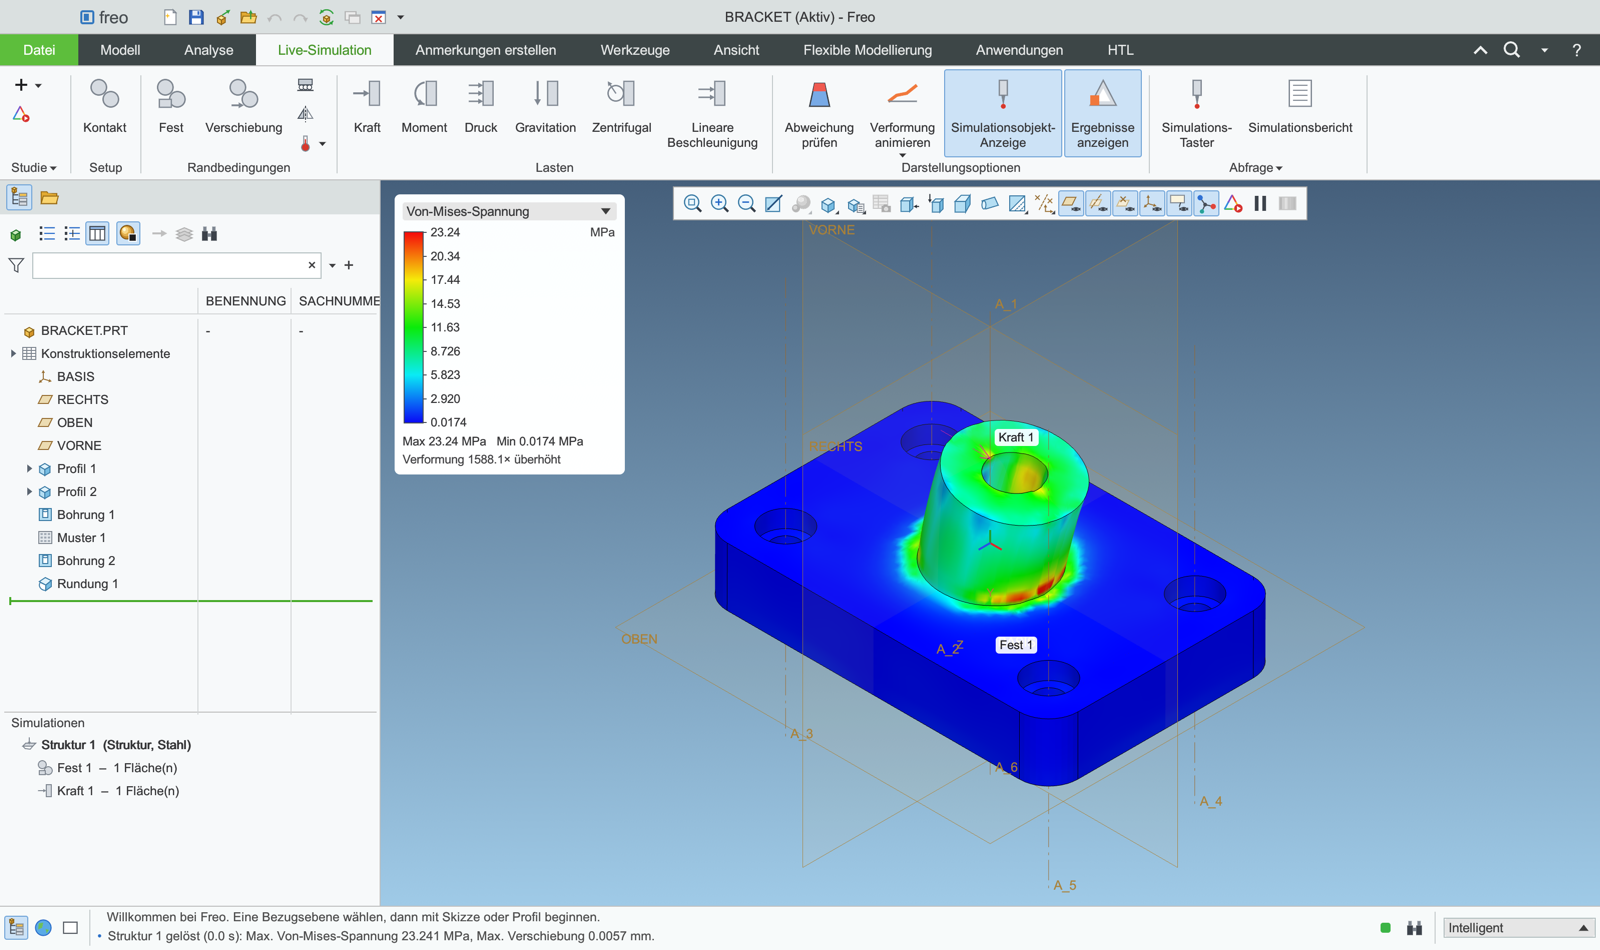 freo
BRACKET (Aktiv) - Freo
Datei
Modell
Analyse
Live-Simulation
Anmerkungen erstellen
Werkzeuge
Ansicht
Flexible Modellierung
Anwendungen
HTL
?
Kontakt
Fest
Verschiebung
Kraft
Moment
Druck
Gravitation
Zentrifugal
Lineare
Beschleunigung
Abweichung
prüfen
Verformung
animieren
Simulationsobjekt-
Anzeige
Ergebnisse
anzeigen
Simulations-
Taster
Simulationsbericht
Studie
Setup
Randbedingungen
Lasten
Darstellungsoptionen
Abfrage
BENENNUNG
SACHNUMME
BRACKET.PRT
-
-
Konstruktionselemente
BASIS
RECHTS
OBEN
VORNE
Profil 1
Profil 2
Bohrung 1
Muster 1
Bohrung 2
Rundung 1
Simulationen
Struktur 1 (Struktur, Stahl)
Fest 1 – 1 Fläche(n)
Kraft 1 – 1 Fläche(n)
Von-Mises-Spannung
MPa
23.24
20.34
17.44
14.53
11.63
8.726
5.823
2.920
0.0174
Max 23.24 MPa Min 0.0174 MPa
Verformung 1588.1× überhöht
VORNE
A_1
RECHTS
Kraft 1
OBEN
A_2
Z
Fest 1
A_3
A_6
A_4
A_5
Willkommen bei Freo. Eine Bezugsebene wählen, dann mit Skizze oder Profil beginnen.
• Struktur 1 gelöst (0.0 s): Max. Von-Mises-Spannung 23.241 MPa, Max. Verschiebung 0.0057 mm.
Intelligent